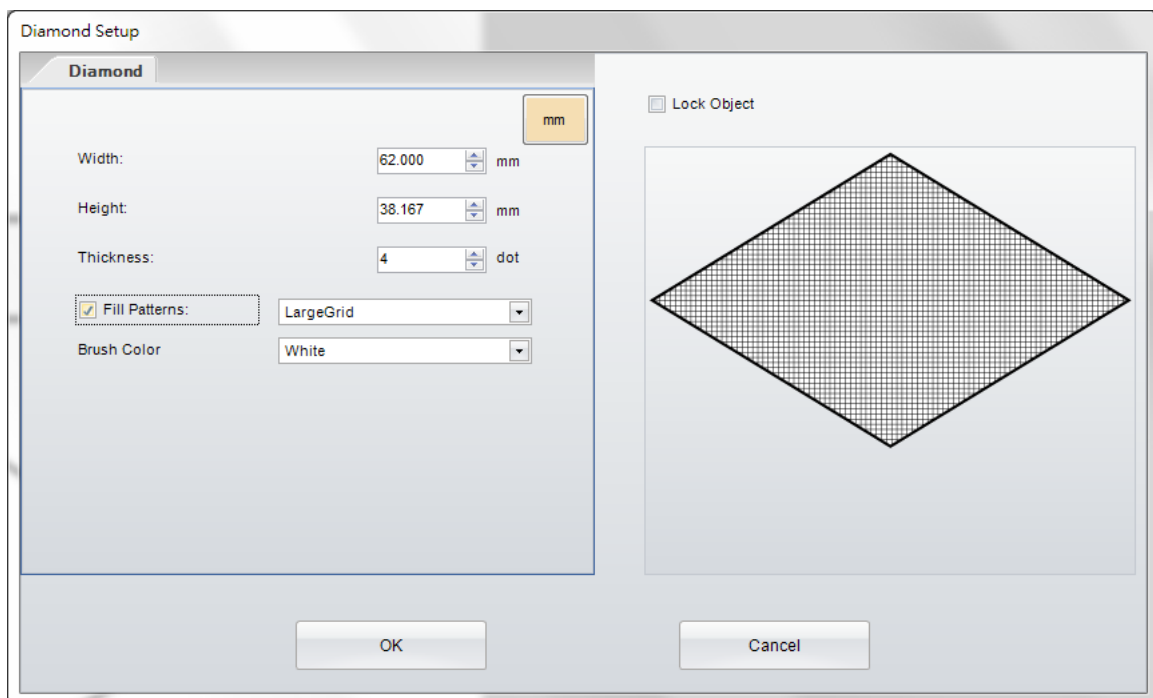 Diamond Setup
Diamond
mm
Lock Object
Width: 62.000 mm
Height: 38.167 mm
Thickness: 4 dot
Fill Patterns: LargeGrid
Brush Color White
OK Cancel